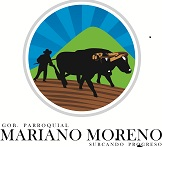 GOB. PARROQUIAL
MARIANO MORENO
SURCANDO PROGRESO